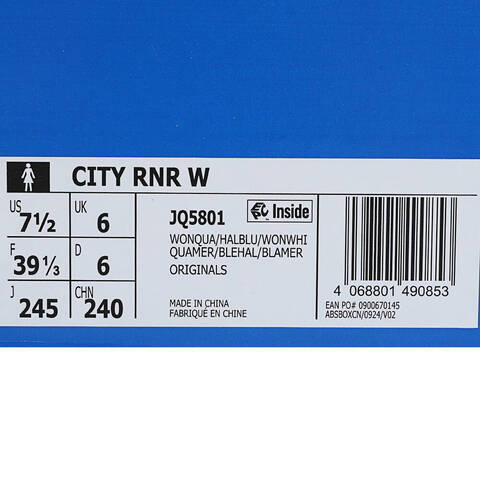 CITY RNR W
US 7½ UK 6
F 39⅓ D 6
J 245 CHN 240
JQ5801 Inside
WONQUA/HALBLU/WONWHI
QUAMER/BLEHAL/BLAMER
ORIGINALS
MADE IN CHINA
FABRIQUÉ EN CHINE
4 068801 490853
EAN PO# 0900670145
ABSBOXCN/0924/V02